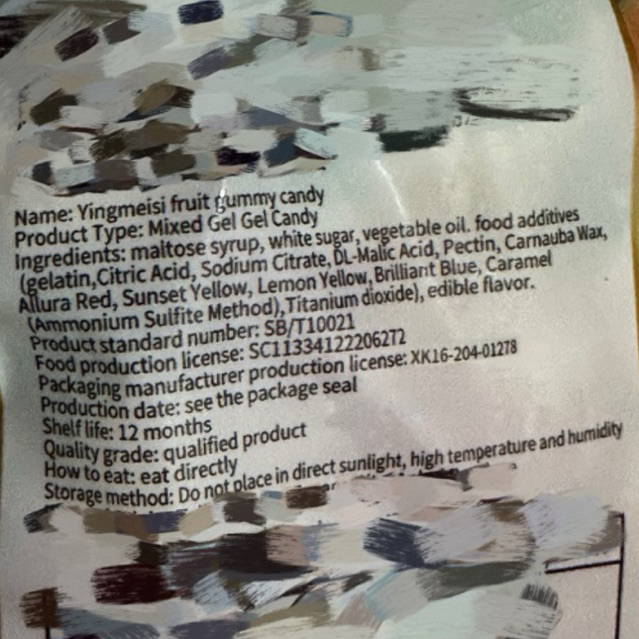 Name: Yingmeisi fruit gummy candy
Product Type: Mixed Gel Gel Candy
Ingredients: maltose syrup, white sugar, vegetable oil. food additives
(gelatin,Citric Acid, Sodium Citrate, DL-Malic Acid, Pectin, Carnauba Wax,
Allura Red, Sunset Yellow, Lemon Yellow, Brilliant Blue, Caramel
(Ammonium Sulfite Method),Titanium dioxide), edible flavor.
Product standard number: SB/T10021
Food production license: SC11334122206272
Packaging manufacturer production license: XK16-204-01278
Production date: see the package seal
Shelf life: 12 months
Quality grade: qualified product
How to eat: eat directly
Storage method: Do not place in direct sunlight, high temperature and humidity